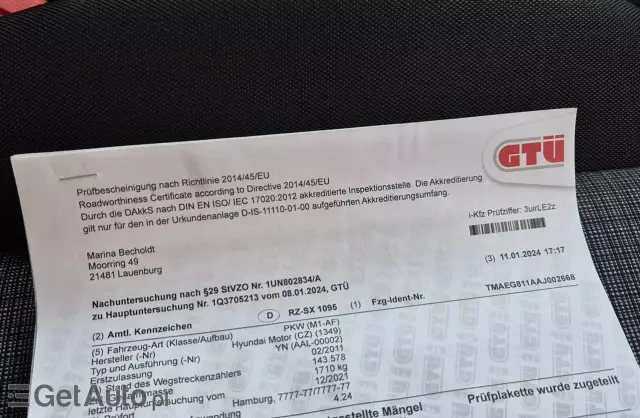 GTÜ
Prüfbescheinigung nach Richtlinie 2014/45/EU
Roadworthiness Certificate according to Directive 2014/45/EU
Durch die DAkkS nach DIN EN ISO/ IEC 17020:2012 akkreditierte Inspektionsstelle. Die Akkreditierung
gilt nur für den in der Urkundenanlage D-IS-11110-01-00 aufgeführten Akkreditierungsumfang.
i-Kfz Prüfziffer: 3uirLE2z
Marina Becholdt
Moorring 49
21481 Lauenburg
(3) 11.01.2024 17:17
Nachuntersuchung nach §29 StVZO Nr. 1UN802834/A
zu Hauptuntersuchung Nr. 1Q3705213 vom 08.01.2024, GTÜ
(2) Amtl. Kennzeichen D RZ-SX 1095 (1) Fzg-Ident-Nr. TMAEG811AAJ002668
(5) Fahrzeug-Art (Klasse/Aufbau) PKW (M1-AF)
Hersteller (-Nr) Hyundai Motor (CZ) (1349)
Typ und Ausführung (-Nr) YN (AAL-00002)
Erstzulassung 02/2011
(4) Stand des Wegstreckenzählers 143.578
1710 kg
letzte Hauptuntersuchung vom 12/2021
Hamburg, 7777-77/7777-77
4.24
Mängel
Prüfplakette wurde zugeteilt
GetAuto